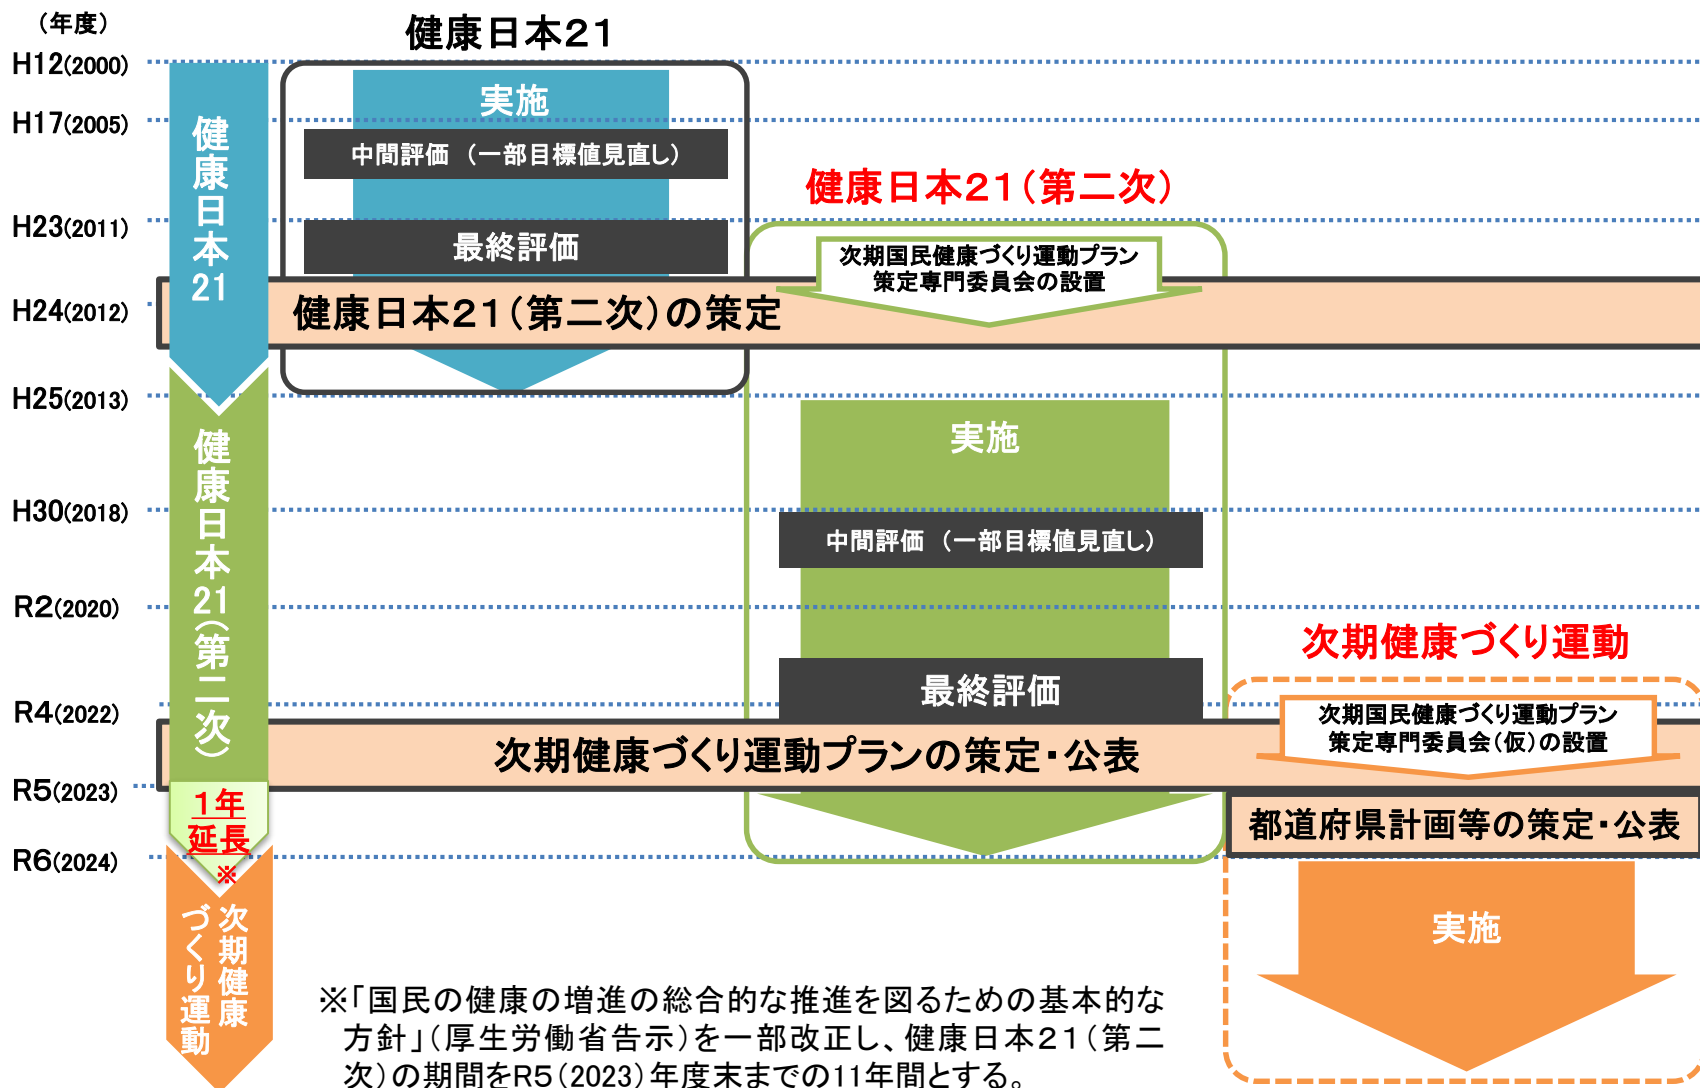 （年度）
H12(2000)
H17(2005)
H23(2011)
H24(2012)
H25(2013)
H30(2018)
R2(2020)
R4(2022)
R5(2023)
R6(2024)
健康日本21
健康日本21（第二次）
１年
延長
※
次期健康
づくり運動
健康日本２１
実施
中間評価 （一部目標値見直し）
最終評価
健康日本２１（第二次）の策定
健康日本２１（第二次）
次期国民健康づくり運動プラン
策定専門委員会の設置
実施
中間評価 （一部目標値見直し）
最終評価
次期健康づくり運動プランの策定・公表
次期健康づくり運動
次期国民健康づくり運動プラン
策定専門委員会（仮）の設置
都道府県計画等の策定・公表
実施
※「国民の健康の増進の総合的な推進を図るための基本的な
方針」（厚生労働省告示）を一部改正し、健康日本２１（第二
次）の期間をR5（2023）年度末までの11年間とする。